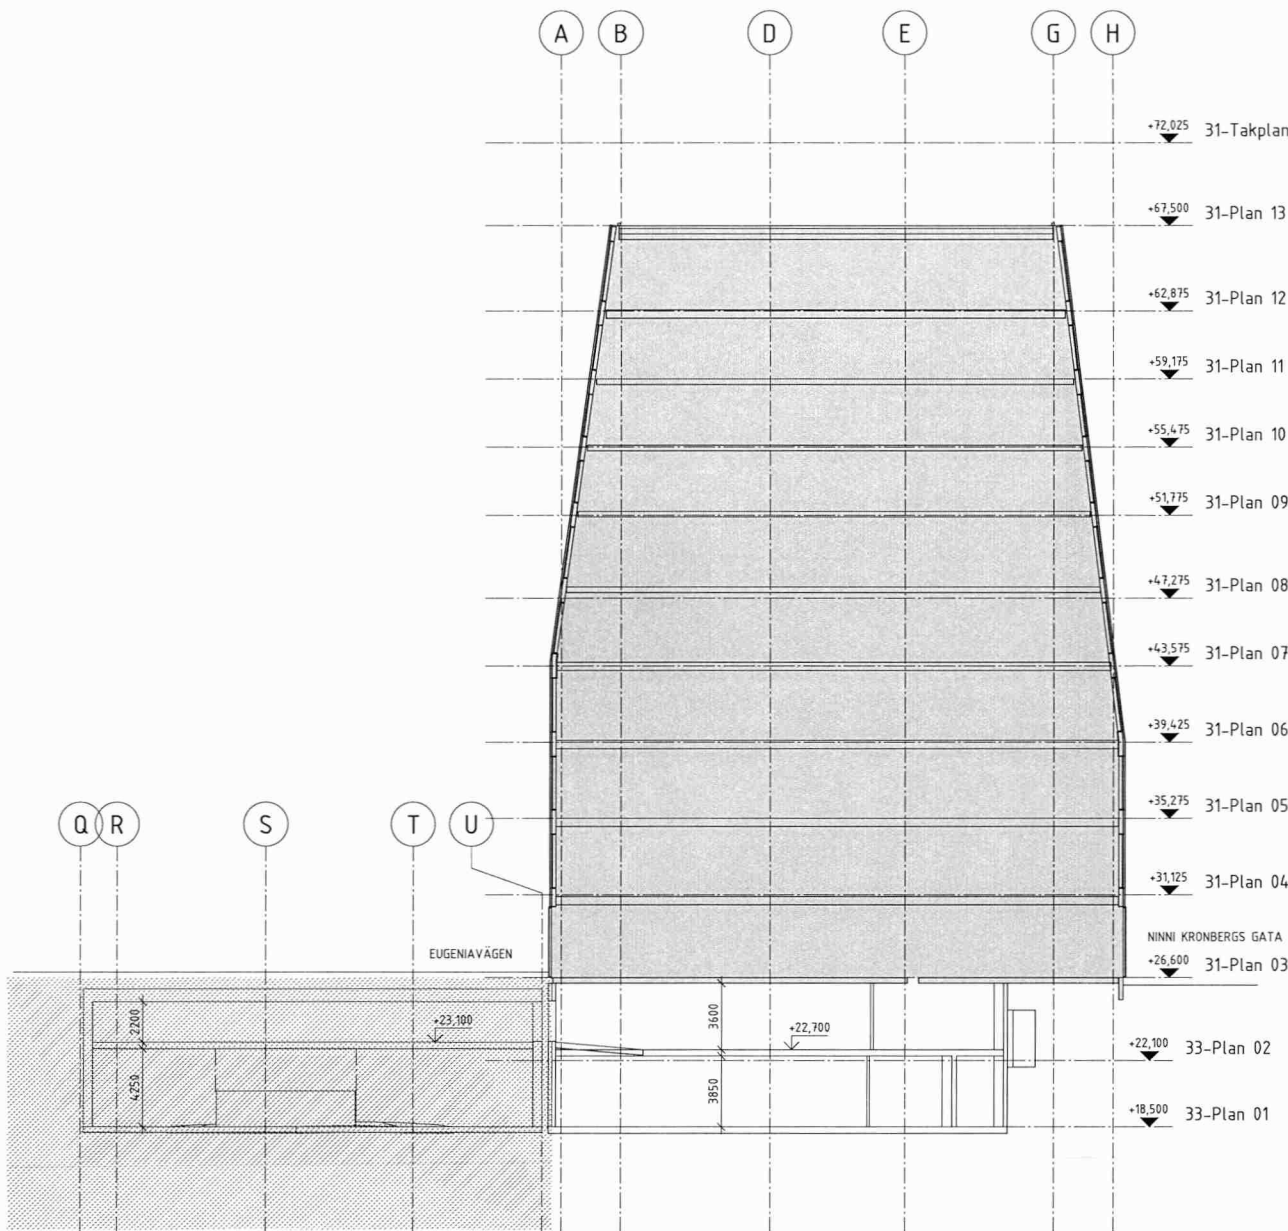 A B D E G H
+72,025 31-Takplan
+67,500 31-Plan 13
+62,875 31-Plan 12
+59,175 31-Plan 11
+55,475 31-Plan 10
+51,775 31-Plan 09
+47,275 31-Plan 08
+43,575 31-Plan 07
+39,425 31-Plan 06
+35,275 31-Plan 05
Q R S T U
+31,125 31-Plan 04
NINNI KRONBERGS GATA
EUGENIAVÄGEN
+26,600 31-Plan 03
2200
+23,100
3600
+22,700
+22,100 33-Plan 02
4250
3850
+18,500 33-Plan 01